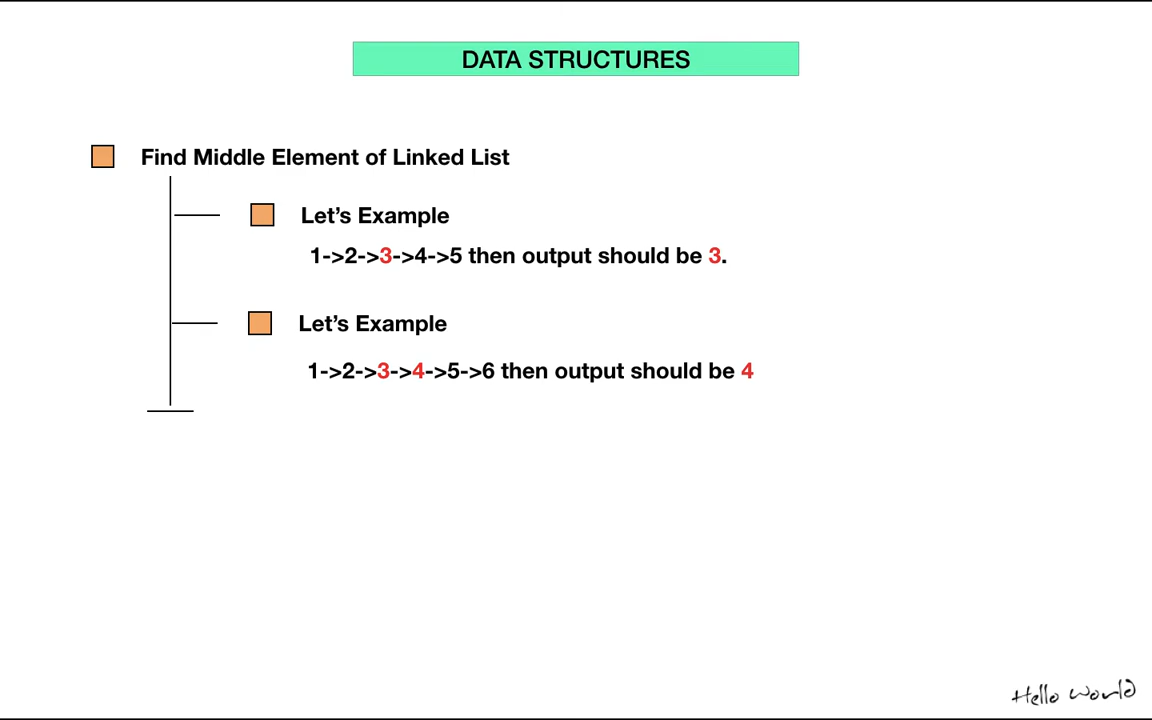 DATA STRUCTURES
Find Middle Element of Linked List
Let’s Example
1->2->3->4->5 then output should be 3.
Let’s Example
1->2->3->4->5->6 then output should be 4
Hello World